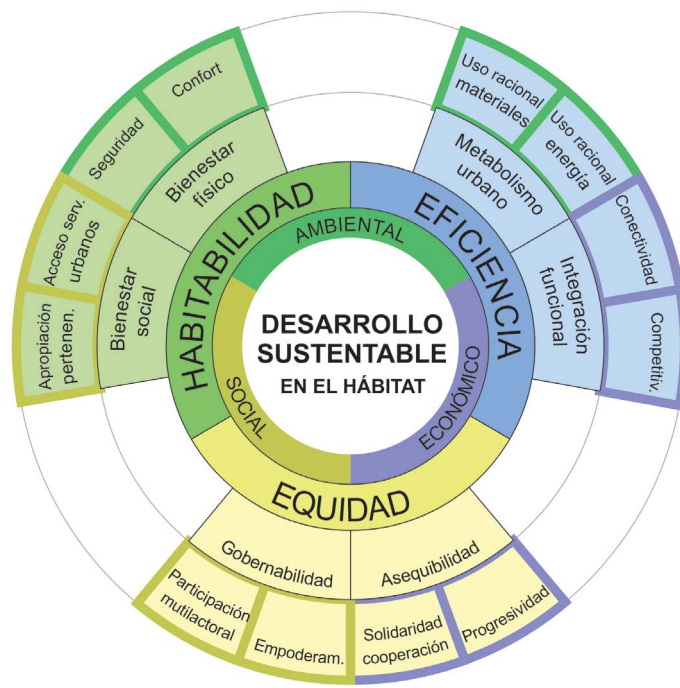 DESARROLLO
SUSTENTABLE
EN EL HÁBITAT
AMBIENTAL
ECONÓMICO
SOCIAL
HABITABILIDAD
Bienestar
físico
Confort
Seguridad
Bienestar
social
Acceso serv.
urbanos
Apropiación
pertenen.
EFICIENCIA
Metabolismo
urbano
Uso racional
materiales
Uso racional
energía
Integración
funcional
Conectividad
Competitiv.
EQUIDAD
Gobernabilidad
Participación
mutilactoral
Empoderam.
Asequibilidad
Solidaridad
cooperación
Progresividad